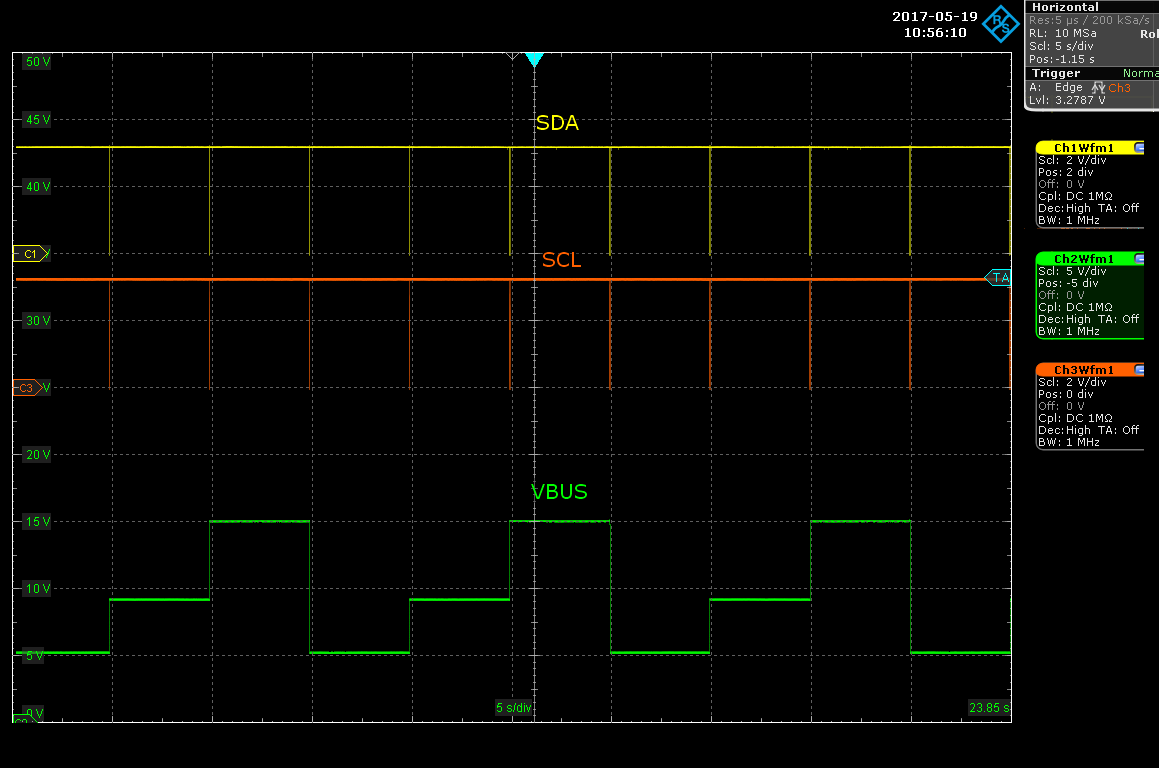 2017-05-19
10:56:10
Horizontal
Res:5 µs / 200 kSa/s
RL: 10 MSa Rol
Scl: 5 s/div
Pos:-1.15 s
Trigger Norma
A: Edge Ch3
Lvl: 3.2787 V
50 V
45 V
SDA
40 V
C1 V
SCL
TA
30 V
C3 V
20 V
VBUS
15 V
10 V
5 V
0 V
5 s/div
23.85 s
Ch1Wfm1
Scl: 2 V/div
Pos: 2 div
Off: 0 V
Cpl: DC 1MΩ
Dec:High TA: Off
BW: 1 MHz
Ch2Wfm1
Scl: 5 V/div
Pos: -5 div
Off: 0 V
Cpl: DC 1MΩ
Dec:High TA: Off
BW: 1 MHz
Ch3Wfm1
Scl: 2 V/div
Pos: 0 div
Off: 0 V
Cpl: DC 1MΩ
Dec:High TA: Off
BW: 1 MHz